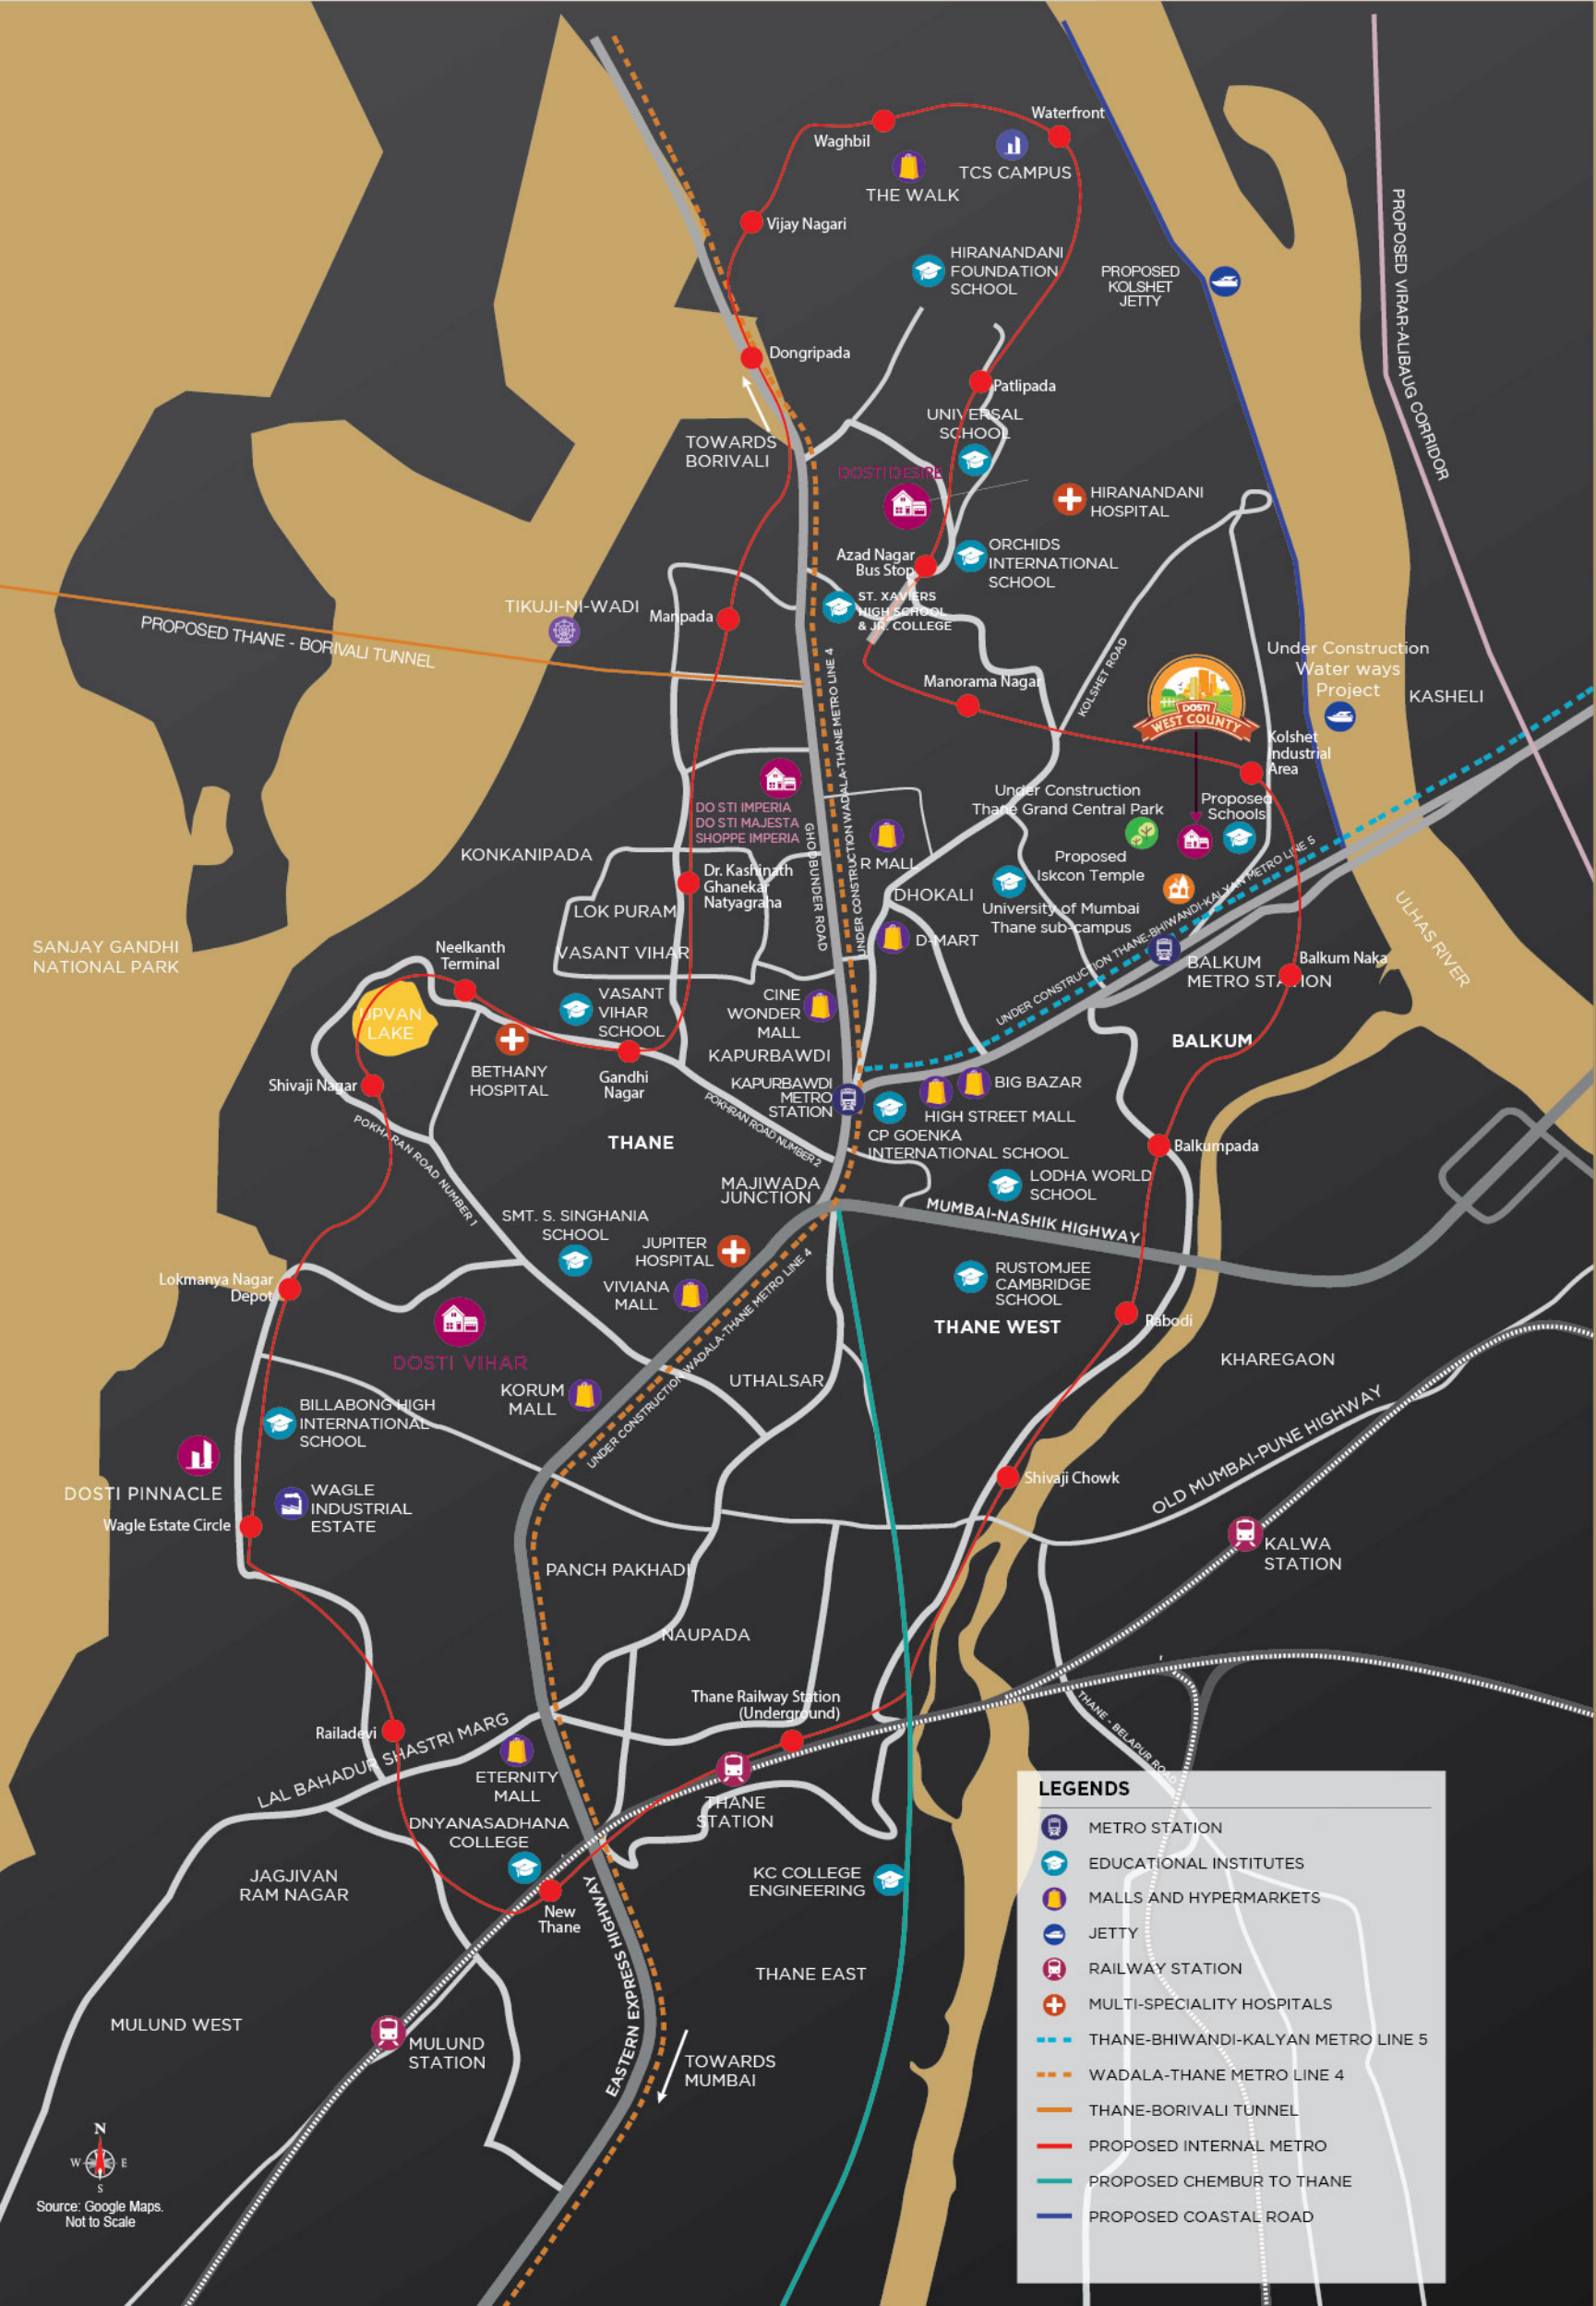 Waterfront
Waghbil
TCS CAMPUS
THE WALK
Vijay Nagari
HIRANANDANI
FOUNDATION
SCHOOL
PROPOSED
KOLSHET
JETTY
PROPOSED VIRAR-ALIBAUG CORRIDOR
Dongripada
Patlipada
UNIVERSAL
SCHOOL
TOWARDS
BORIVALI
DOSTI DESIRE
HIRANANDANI
HOSPITAL
Azad Nagar
Bus Stop
ORCHIDS
INTERNATIONAL
SCHOOL
ST. XAVIERS
HIGH SCHOOL
& JR. COLLEGE
TIKUJI-NI-WADI
Manpada
PROPOSED THANE - BORIVALI TUNNEL
UNDER CONSTRUCTION WADALA-THANE METRO LINE 4
KOLSHET ROAD
Under Construction
Water ways
Project
KASHELI
Manorama Nagar
DOSTI
WEST COUNTY
Kolshet
Industrial
Area
DO STI IMPERIA
DO STI MAJESTA
SHOPPE IMPERIA
GHODBUNDER ROAD
Under Construction
Thane Grand Central Park
Proposed
Schools
R MALL
KONKANIPADA
Proposed
Iskcon Temple
Dr. Kashinath
Ghanekar
Natyagraha
DHOKALI
LOK PURAM
University of Mumbai
Thane sub-campus
UNDER CONSTRUCTION THANE-BHIWANDI-KALYAN METRO LINE 5
ULHAS RIVER
SANJAY GANDHI
NATIONAL PARK
Neelkanth
Terminal
VASANT VIHAR
D-MART
BALKUM
METRO STATION
Balkum Naka
UPVAN
LAKE
VASANT
VIHAR
SCHOOL
CINE
WONDER
MALL
BALKUM
KAPURBAWDI
Shivaji Nagar
BETHANY
HOSPITAL
Gandhi
Nagar
KAPURBAWDI
METRO
STATION
BIG BAZAR
HIGH STREET MALL
POKHARAN ROAD NUMBER 1
POKHRAN ROAD NUMBER 2
THANE
CP GOENKA
INTERNATIONAL SCHOOL
Balkumpada
MAJIWADA
JUNCTION
LODHA WORLD
SCHOOL
MUMBAI-NASHIK HIGHWAY
SMT. S. SINGHANIA
SCHOOL
JUPITER
HOSPITAL
VIVIANA
MALL
UNDER CONSTRUCTION WADALA-THANE METRO LINE 4
RUSTOMJEE
CAMBRIDGE
SCHOOL
Lokmanya Nagar
Depot
THANE WEST
Rabodi
DOSTI VIHAR
KHAREGAON
KORUM
MALL
UTHALSAR
BILLABONG HIGH
INTERNATIONAL
SCHOOL
OLD MUMBAI-PUNE HIGHWAY
DOSTI PINNACLE
WAGLE
INDUSTRIAL
ESTATE
Wagle Estate Circle
Shivaji Chowk
KALWA
STATION
PANCH PAKHADI
NAUPADA
Thane Railway Station
(Underground)
THANE - BELAPUR ROAD
Railadevi
LAL BAHADUR SHASTRI MARG
ETERNITY
MALL
THANE
STATION
DNYANASADHANA
COLLEGE
JAGJIVAN
RAM NAGAR
KC COLLEGE
ENGINEERING
New
Thane
EASTERN EXPRESS HIGHWAY
THANE EAST
MULUND WEST
MULUND
STATION
TOWARDS
MUMBAI
LEGENDS
METRO STATION
EDUCATIONAL INSTITUTES
MALLS AND HYPERMARKETS
JETTY
RAILWAY STATION
MULTI-SPECIALITY HOSPITALS
THANE-BHIWANDI-KALYAN METRO LINE 5
WADALA-THANE METRO LINE 4
THANE-BORIVALI TUNNEL
PROPOSED INTERNAL METRO
PROPOSED CHEMBUR TO THANE
PROPOSED COASTAL ROAD
N
W E
S
Source: Google Maps.
Not to Scale